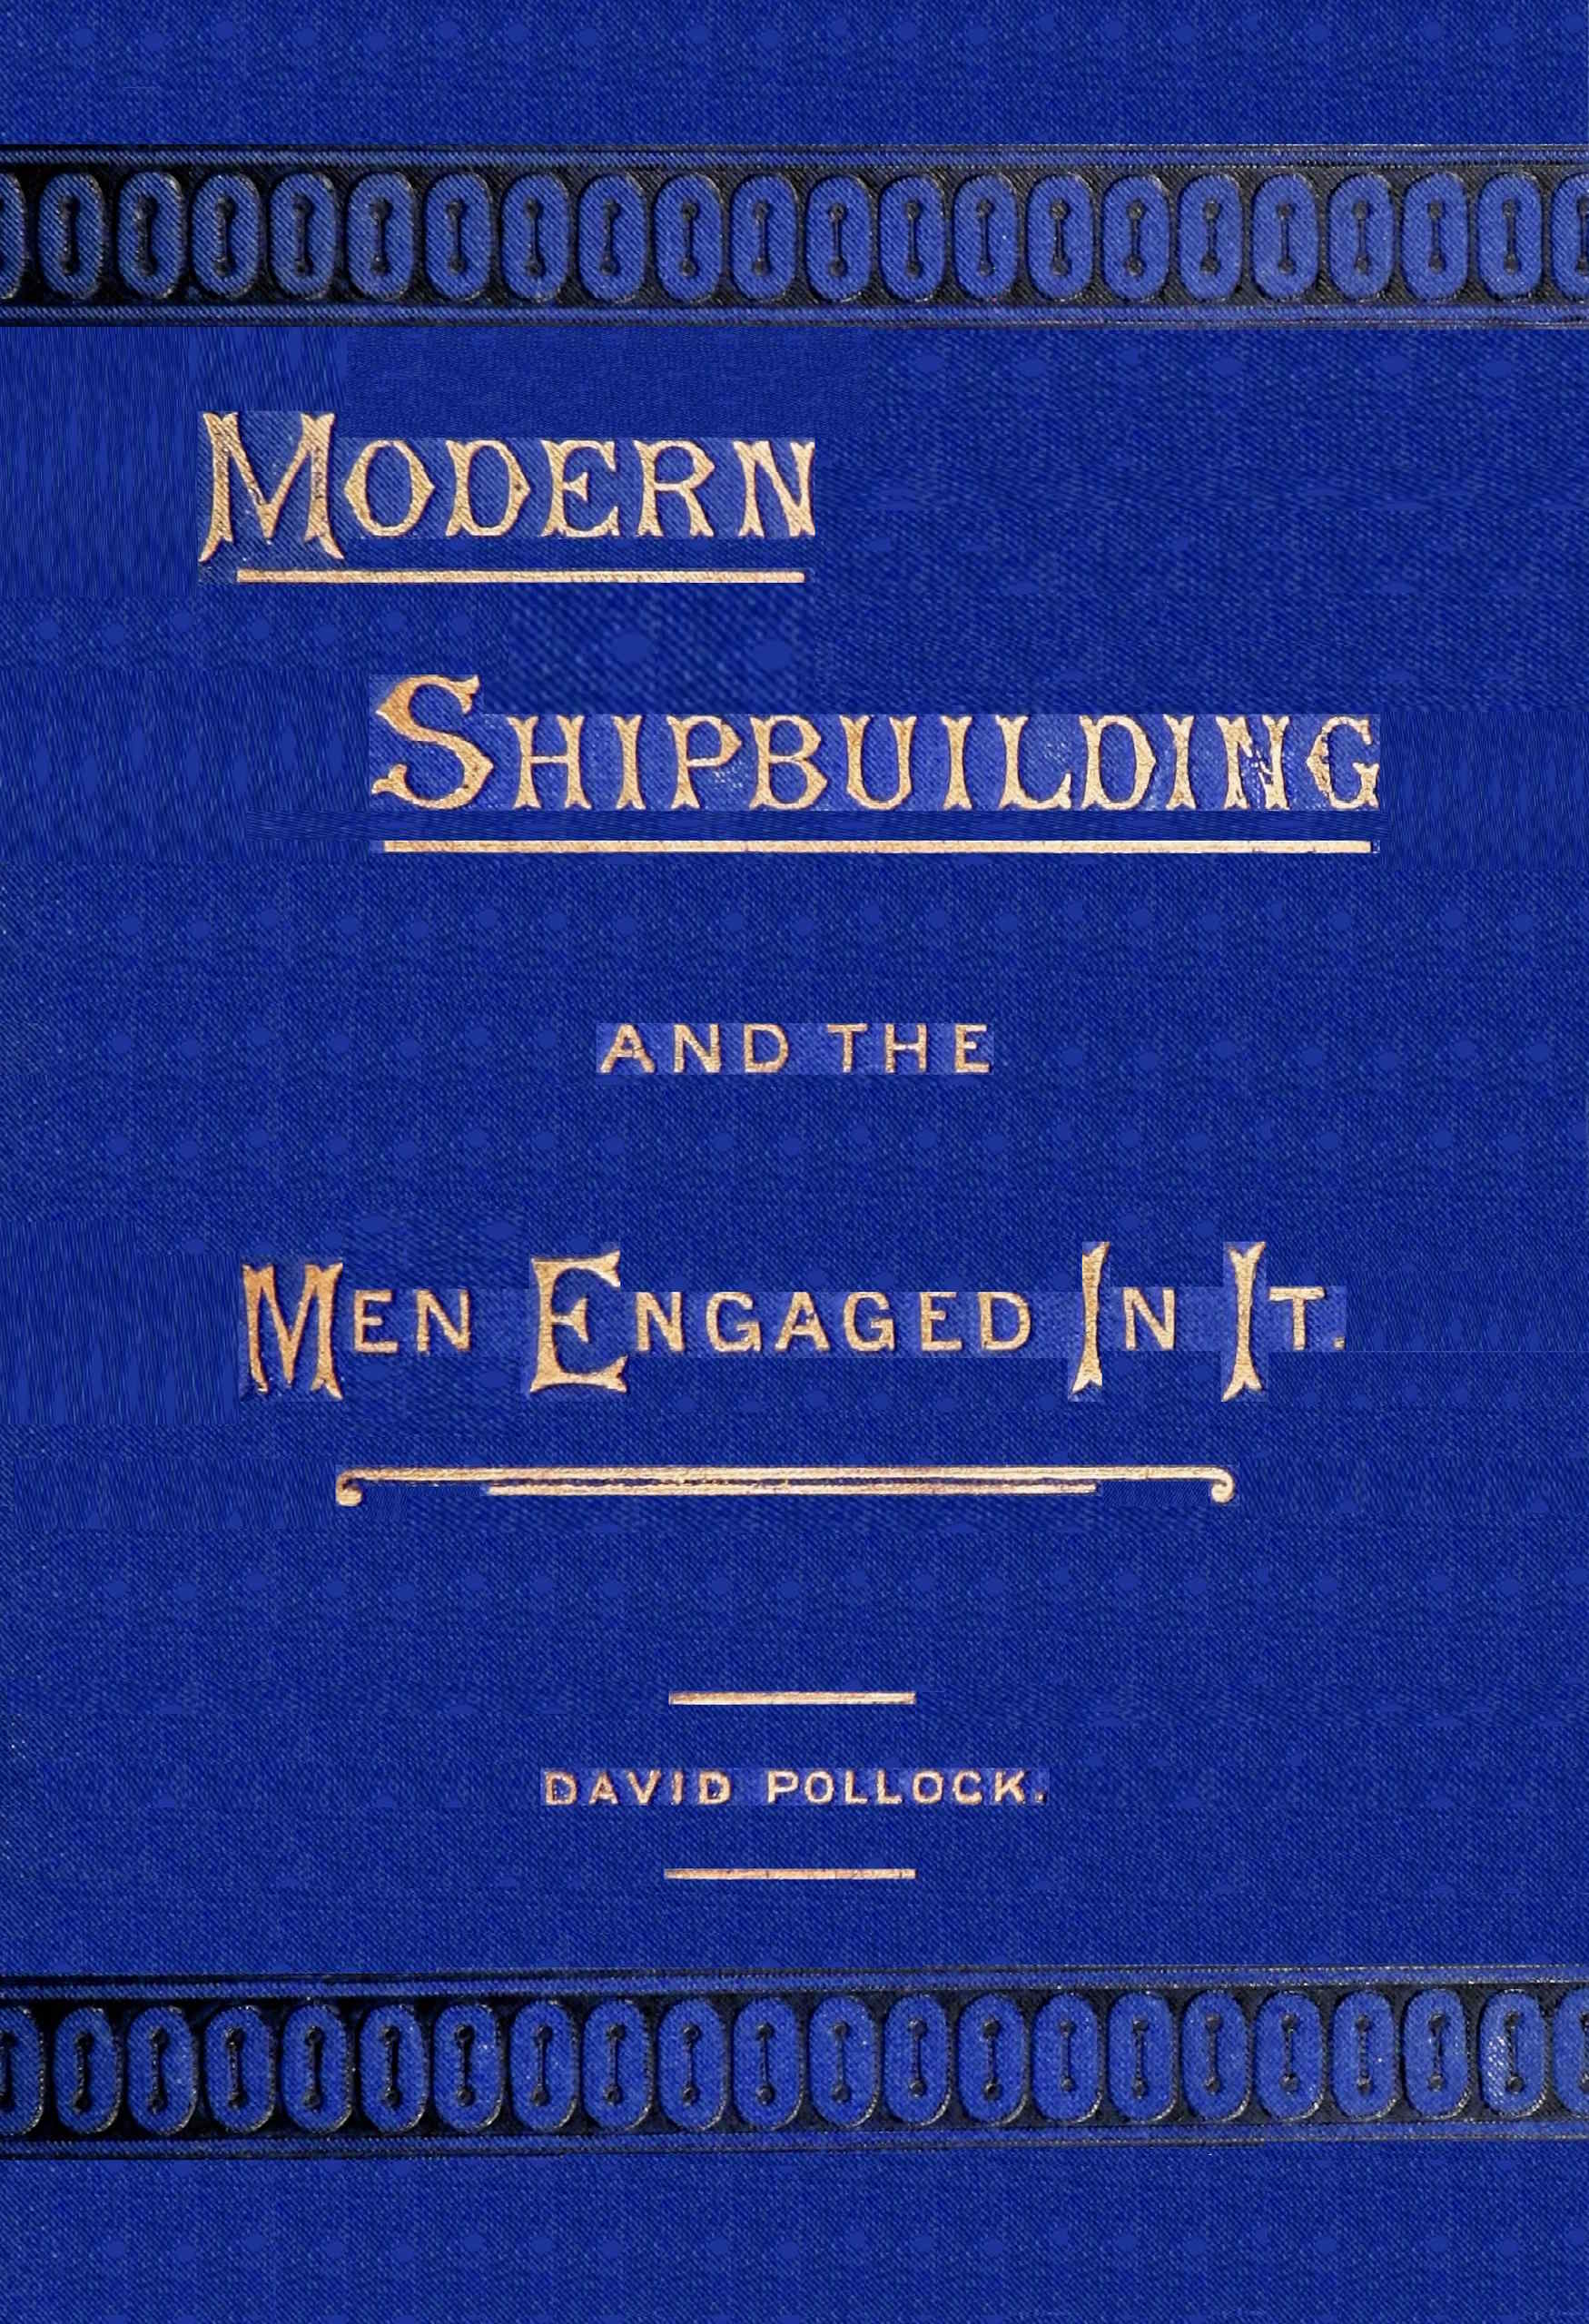 MODERN
SHIPBUILDING
AND THE
MEN ENGAGED IN IT.
DAVID POLLOCK.